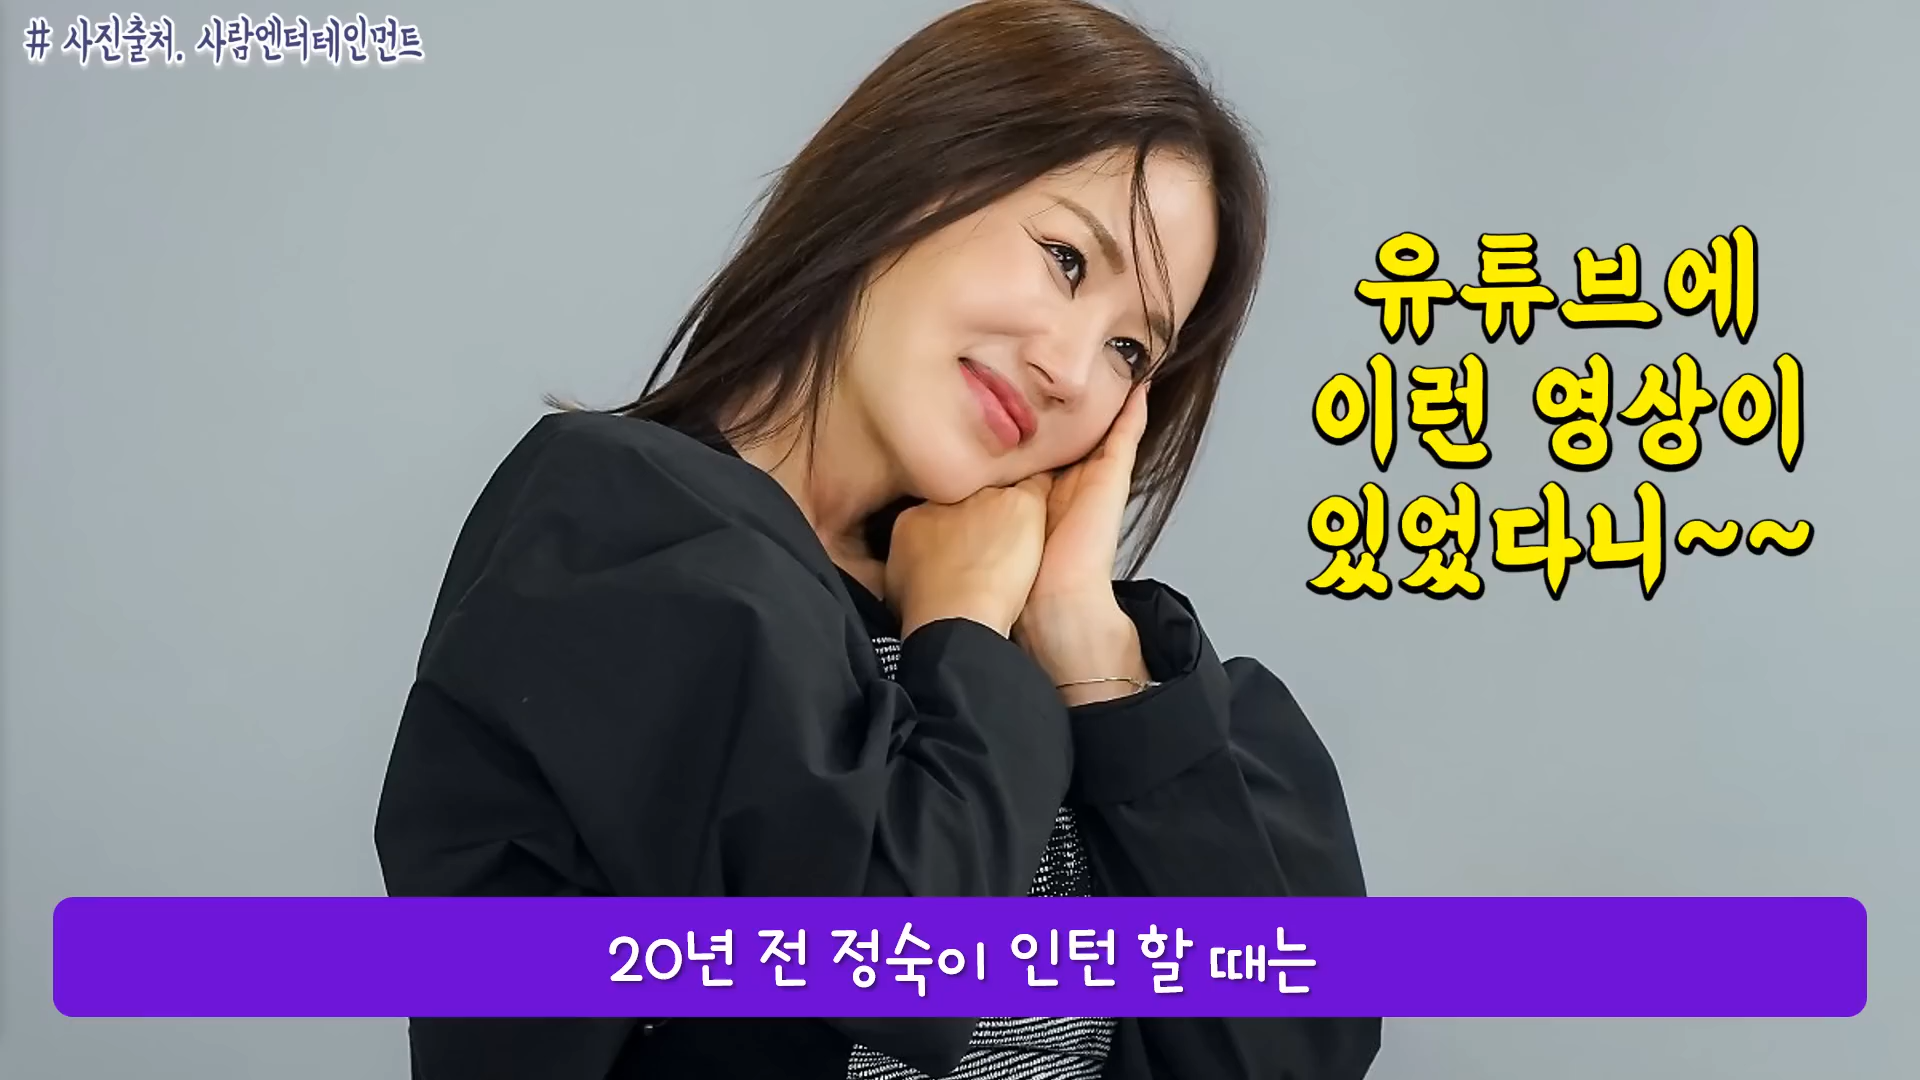 # 사진출처. 사람엔터테인먼트
유튜브에
이런 영상이
있었다니~~
20년 전 정숙이 인턴 할 때는